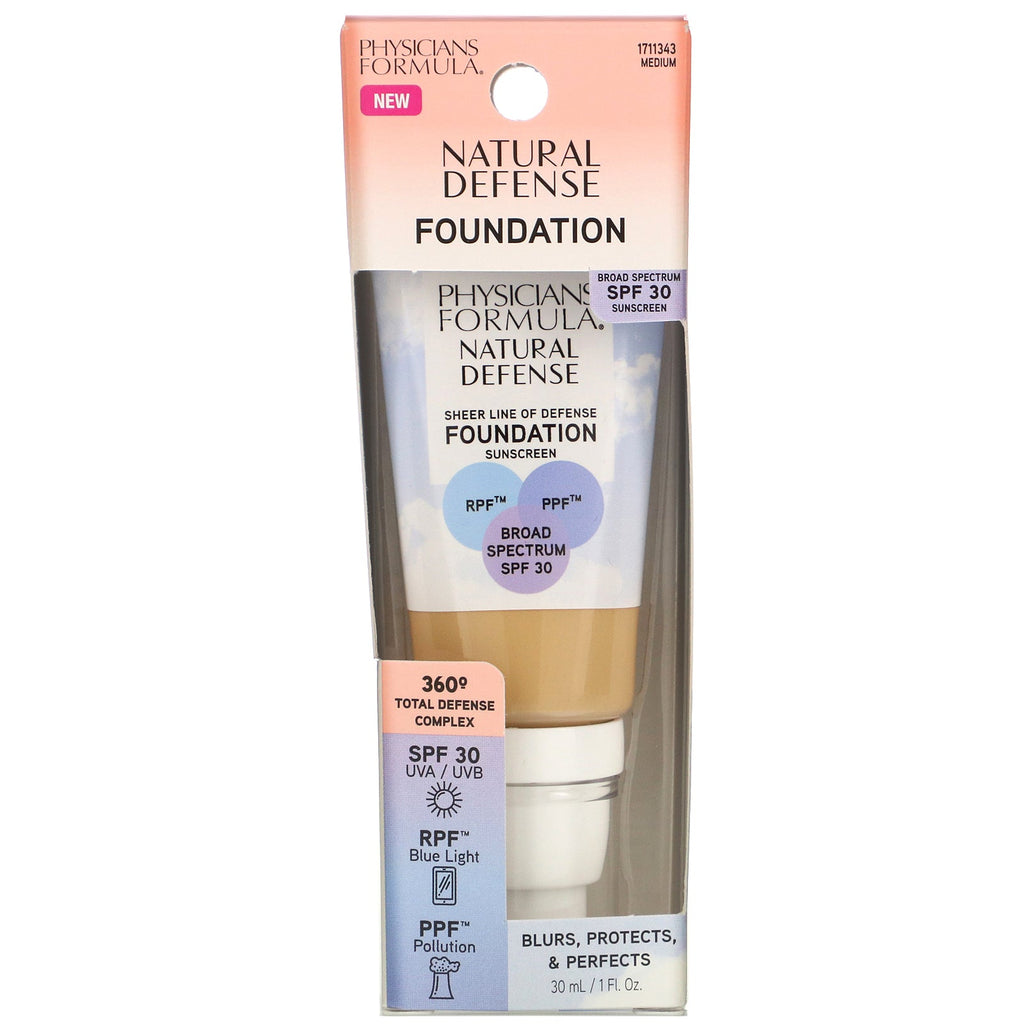 PHYSICIANS
FORMULA®
NEW
1711343
MEDIUM
NATURAL
DEFENSE
FOUNDATION
BROAD SPECTRUM
SPF 30
SUNSCREEN
PHYSICIANS
FORMULA®
NATURAL
DEFENSE
SHEER LINE OF DEFENSE
FOUNDATION
SUNSCREEN
RPF™
PPF™
BROAD
SPECTRUM
SPF 30
360º
TOTAL DEFENSE
COMPLEX
SPF 30
UVA / UVB
RPF™
Blue Light
PPF™
Pollution
BLURS, PROTECTS,
& PERFECTS
30 mL / 1 Fl. Oz.